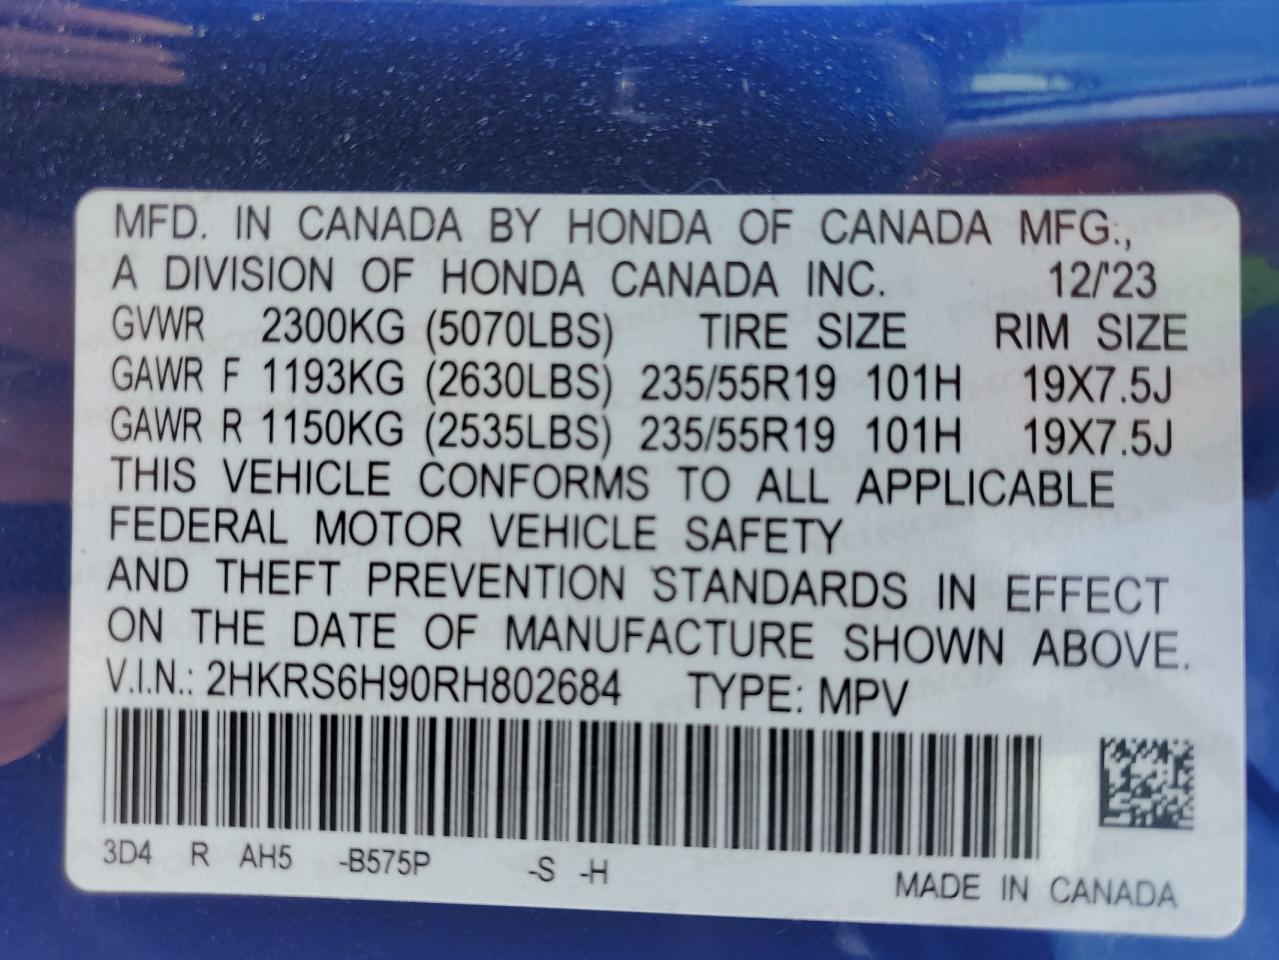 MFD. IN CANADA BY HONDA OF CANADA MFG.,
A DIVISION OF HONDA CANADA INC. 12/'23
GVWR 2300KG (5070LBS) TIRE SIZE RIM SIZE
GAWR F 1193KG (2630LBS) 235/55R19 101H 19X7.5J
GAWR R 1150KG (2535LBS) 235/55R19 101H 19X7.5J
THIS VEHICLE CONFORMS TO ALL APPLICABLE
FEDERAL MOTOR VEHICLE SAFETY
AND THEFT PREVENTION STANDARDS IN EFFECT
ON THE DATE OF MANUFACTURE SHOWN ABOVE.
V.I.N.: 2HKRS6H90RH802684 TYPE: MPV
3D4 R AH5 -B575P -S -H
MADE IN CANADA